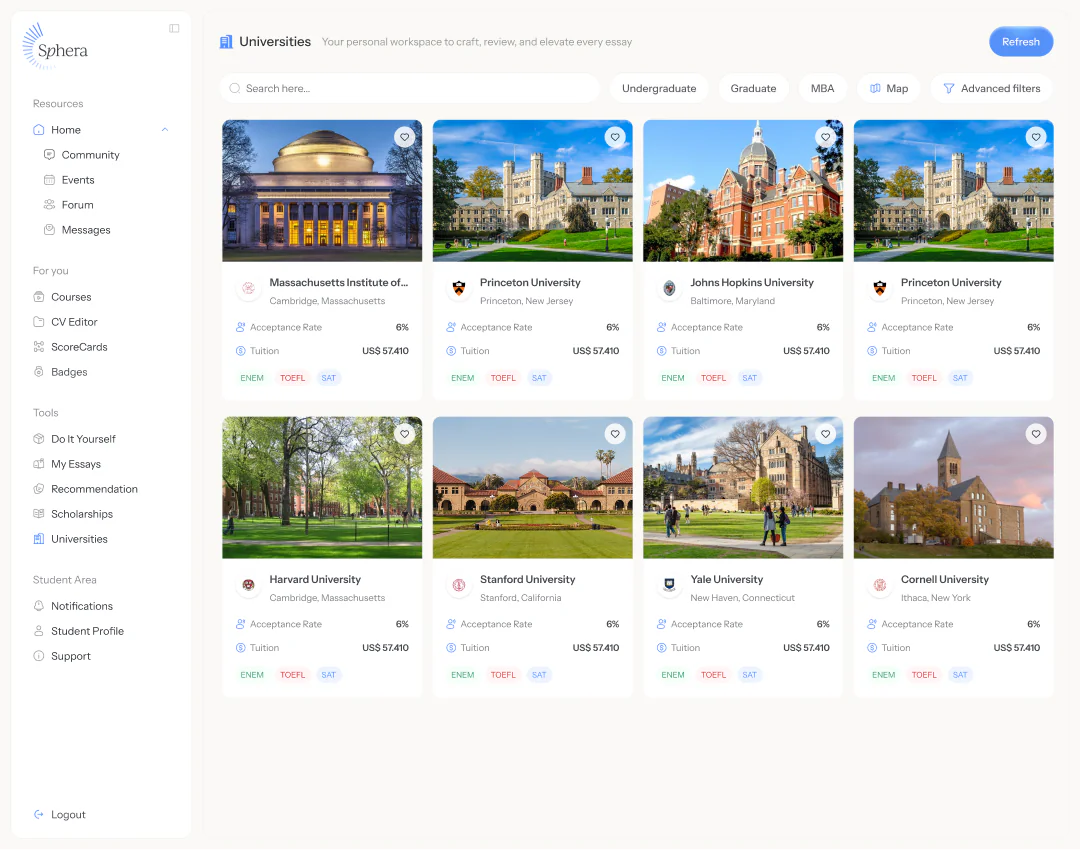 Sphera
Resources
Home
Community
Events
Forum
Messages
For you
Courses
CV Editor
ScoreCards
Badges
Tools
Do It Yourself
My Essays
Recommendation
Scholarships
Universities
Student Area
Notifications
Student Profile
Support
Logout
Universities
Your personal workspace to craft, review, and elevate every essay
Refresh
Search here...
Undergraduate
Graduate
MBA
Map
Advanced filters
Massachusetts Institute of...
Cambridge, Massachusetts
Acceptance Rate 6%
Tuition US$ 57.410
ENEM TOEFL SAT
Princeton University
Princeton, New Jersey
Acceptance Rate 6%
Tuition US$ 57.410
ENEM TOEFL SAT
Johns Hopkins University
Baltimore, Maryland
Acceptance Rate 6%
Tuition US$ 57.410
ENEM TOEFL SAT
Princeton University
Princeton, New Jersey
Acceptance Rate 6%
Tuition US$ 57.410
ENEM TOEFL SAT
Harvard University
Cambridge, Massachusetts
Acceptance Rate 6%
Tuition US$ 57.410
ENEM TOEFL SAT
Stanford University
Stanford, California
Acceptance Rate 6%
Tuition US$ 57.410
ENEM TOEFL SAT
Yale University
New Haven, Connecticut
Acceptance Rate 6%
Tuition US$ 57.410
ENEM TOEFL SAT
Cornell University
Ithaca, New York
Acceptance Rate 6%
Tuition US$ 57.410
ENEM TOEFL SAT